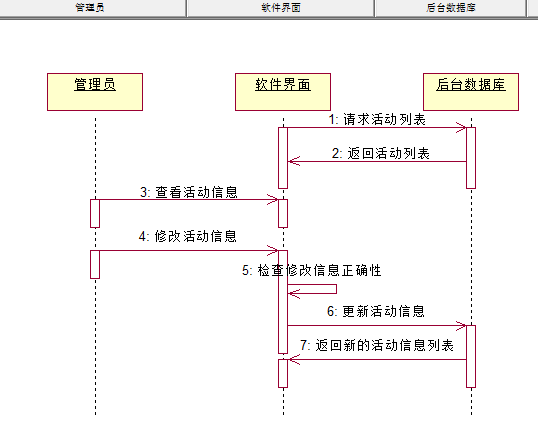 管理员 软件界面 后台数据库
管理员 软件界面 后台数据库
1: 请求活动列表
2: 返回活动列表
3: 查看活动信息
4: 修改活动信息
5: 检查修改信息正确性
6: 更新活动信息
7: 返回新的活动信息列表